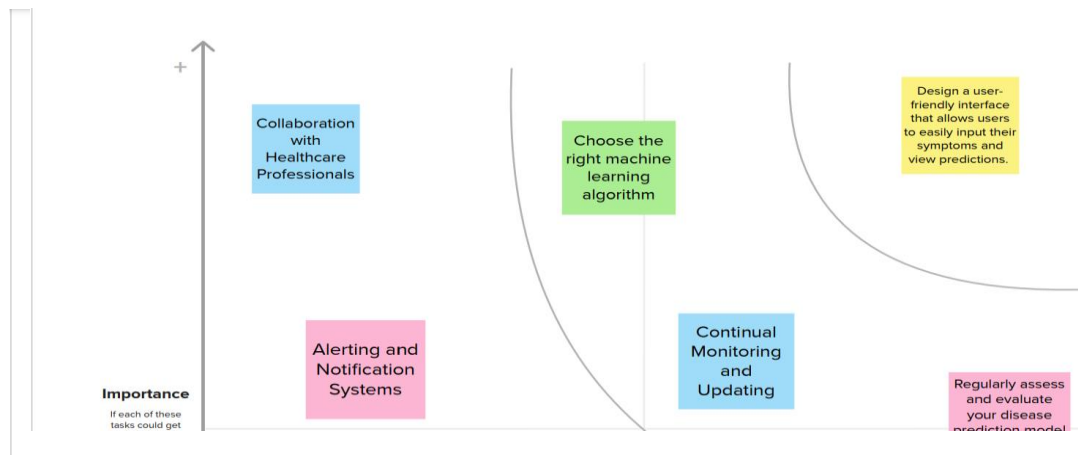 +
Collaboration
with
Healthcare
Professionals
Choose the
right machine
learning
algorithm
Design a user-
friendly interface
that allows users
to easily input their
symptoms and
view predictions.
Alerting and
Notification
Systems
Continual
Monitoring
and
Updating
Regularly assess
and evaluate
your disease
prediction model
Importance
If each of these
tasks could get